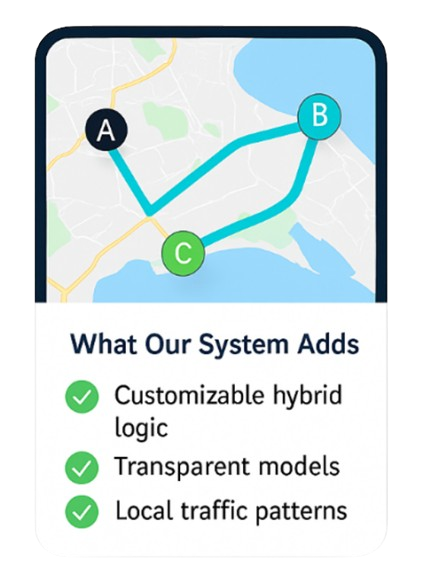 A
B
C
What Our System Adds
Customizable hybrid
logic
Transparent models
Local traffic patterns